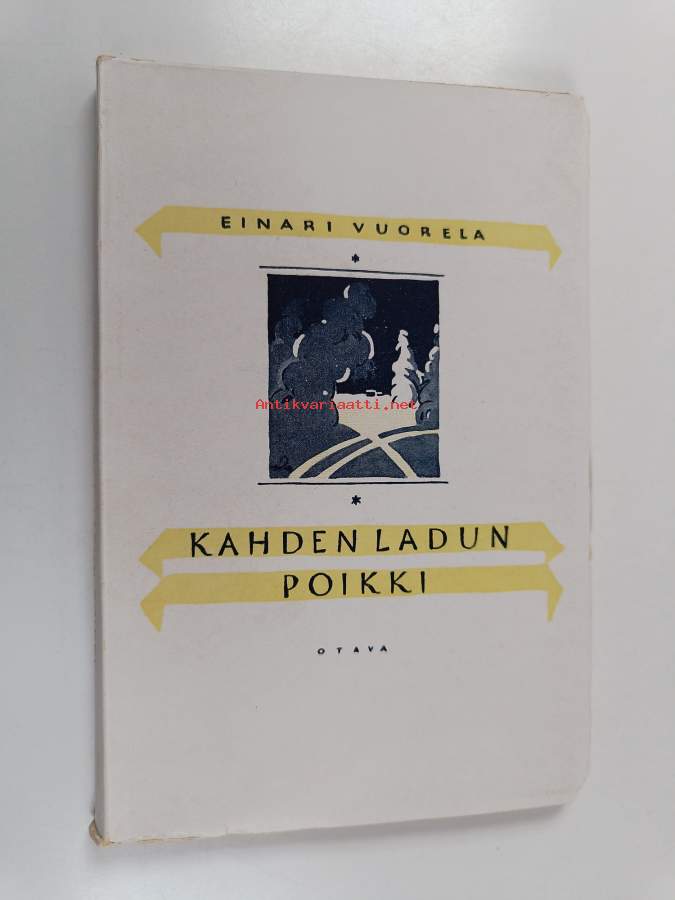 EINARI VUORELA
*
Antikvariaatti.net
*
KAHDEN LADUN
POIKKI
OTAVA